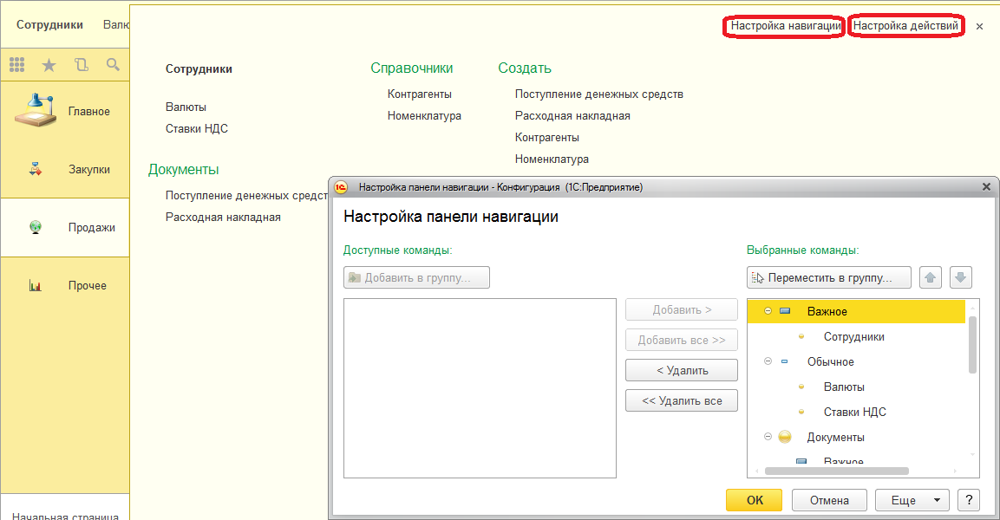 Сотрудники Валю
Настройка навигации Настройка действий
Главное
Закупки
Продажи
Прочее
Начальная страница
Сотрудники
Валюты
Ставки НДС
Документы
Поступление денежных средст
Расходная накладная
Справочники
Контрагенты
Номенклатура
Создать
Поступление денежных средств
Расходная накладная
Контрагенты
Номенклатура
1С Настройка панели навигации - Конфигурация (1С:Предприятие)
Настройка панели навигации
Доступные команды:
Добавить в группу...
Добавить >
Добавить все >>
< Удалить
<< Удалить все
Выбранные команды:
Переместить в группу...
Важное
Сотрудники
Обычное
Валюты
Ставки НДС
Документы
Важное
ОК Отмена Еще ?